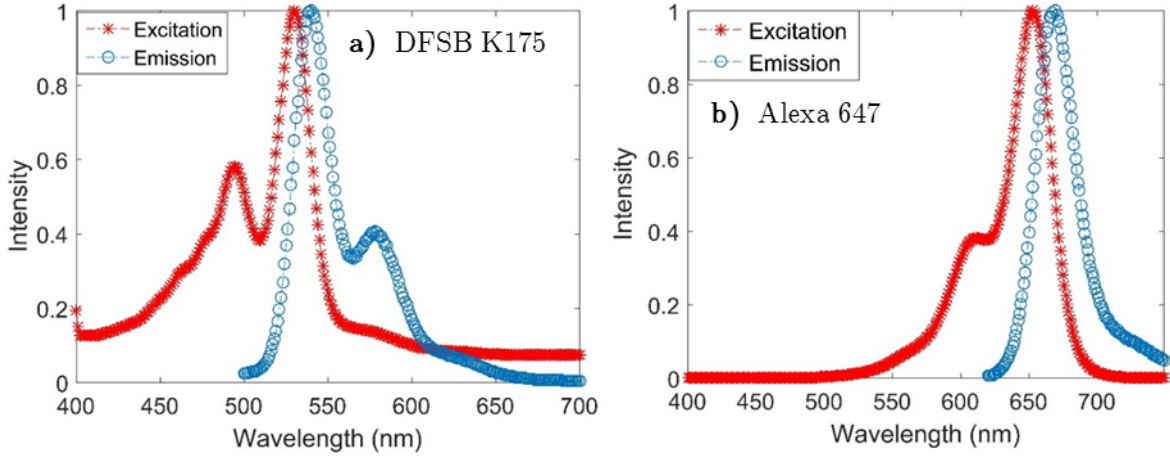 a) DFSB K175
Excitation
Emission
Intensity
1
0.8
0.6
0.4
0.2
0
400 450 500 550 600 650 700
Wavelength (nm)
b) Alexa 647
Excitation
Emission
Intensity
1
0.8
0.6
0.4
0.2
0
400 450 500 550 600 650 700
Wavelength (nm)